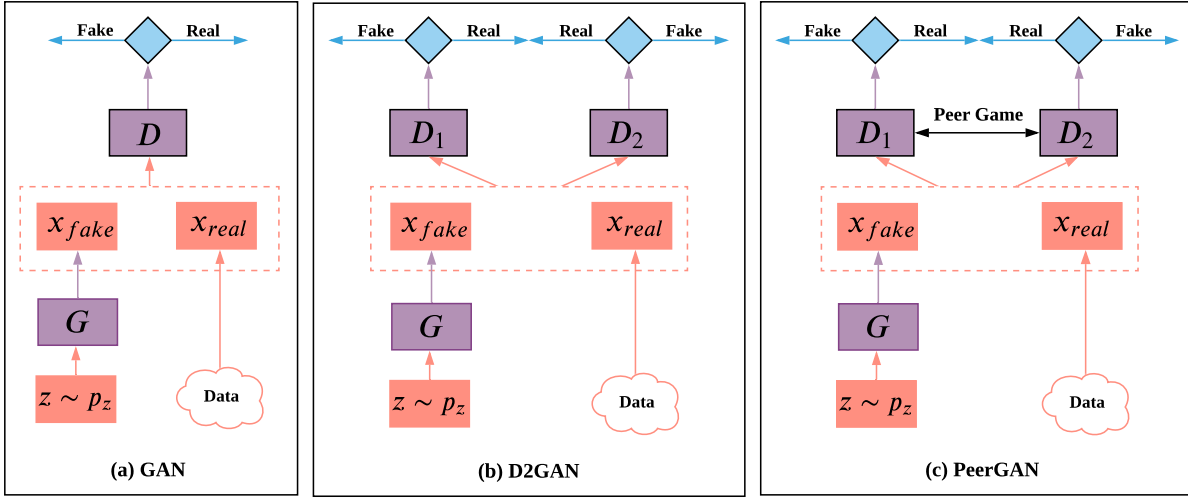 Fake Real
D
x_fake x_real
G
z ∼ p_z
Data
(a) GAN
Fake Real Real Fake
D_1 D_2
x_fake x_real
G
z ∼ p_z
Data
(b) D2GAN
Fake Real Real Fake
D_1 Peer Game D_2
x_fake x_real
G
z ∼ p_z
Data
(c) PeerGAN